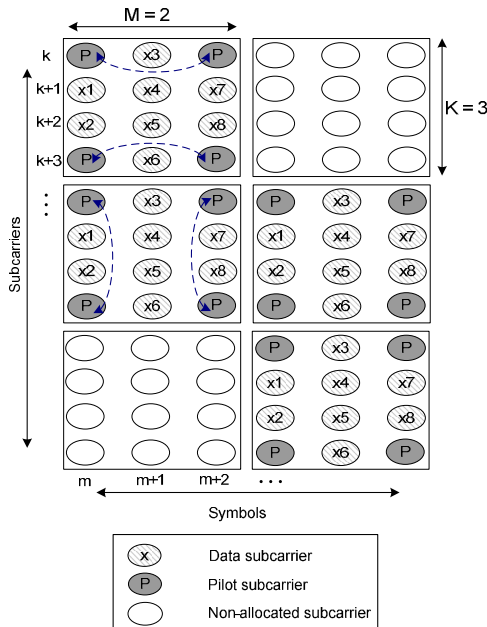 M = 2
k P x3 P
k+1 x1 x4 x7
k+2 x2 x5 x8
k+3 P x6 P
K = 3
...
Subcarriers
P x3 P P x3 P
x1 x4 x7 x1 x4 x7
x2 x5 x8 x2 x5 x8
P x6 P P x6 P
P x3 P
x1 x4 x7
x2 x5 x8
P x6 P
m m+1 m+2 ...
Symbols
x Data subcarrier
P Pilot subcarrier
Non-allocated subcarrier